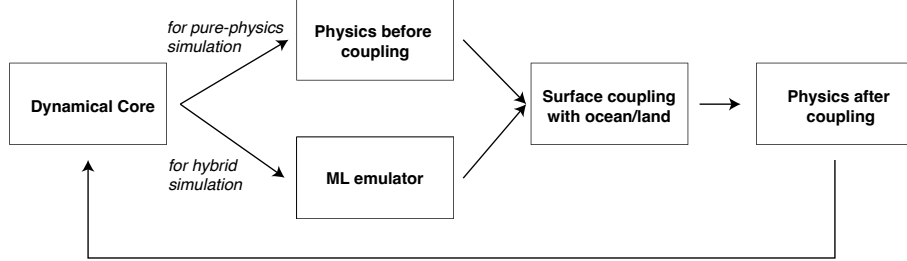 for pure-physics
simulation
Physics before
coupling
Dynamical Core
Surface coupling
with ocean/land
Physics after
coupling
for hybrid
simulation
ML emulator